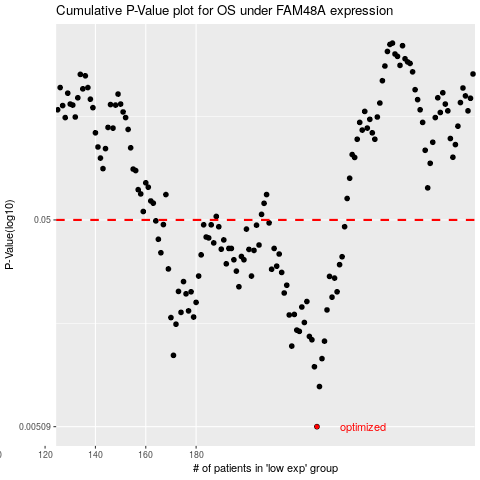 Cumulative P-Value plot for OS under FAM48A expression
P-Value(log10)
0.05
0.00509
optimized
0 120 140 160 180
# of patients in 'low exp' group